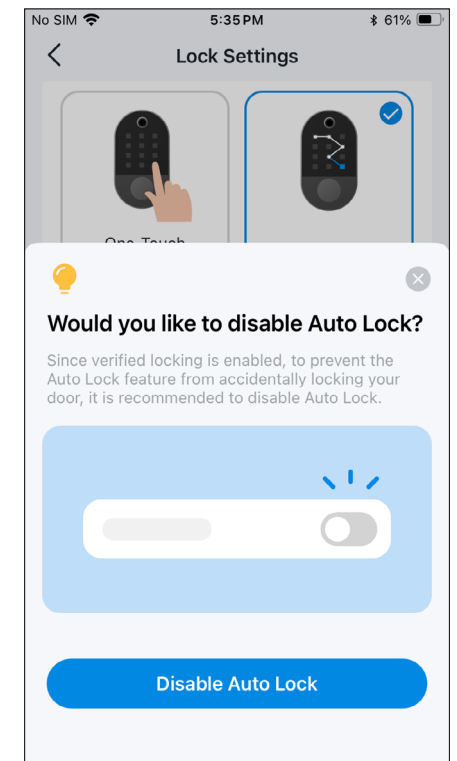 No SIM 5:35 PM 61%
Lock Settings
One-Touch
Would you like to disable Auto Lock?
Since verified locking is enabled, to prevent the
Auto Lock feature from accidentally locking your
door, it is recommended to disable Auto Lock.
Disable Auto Lock